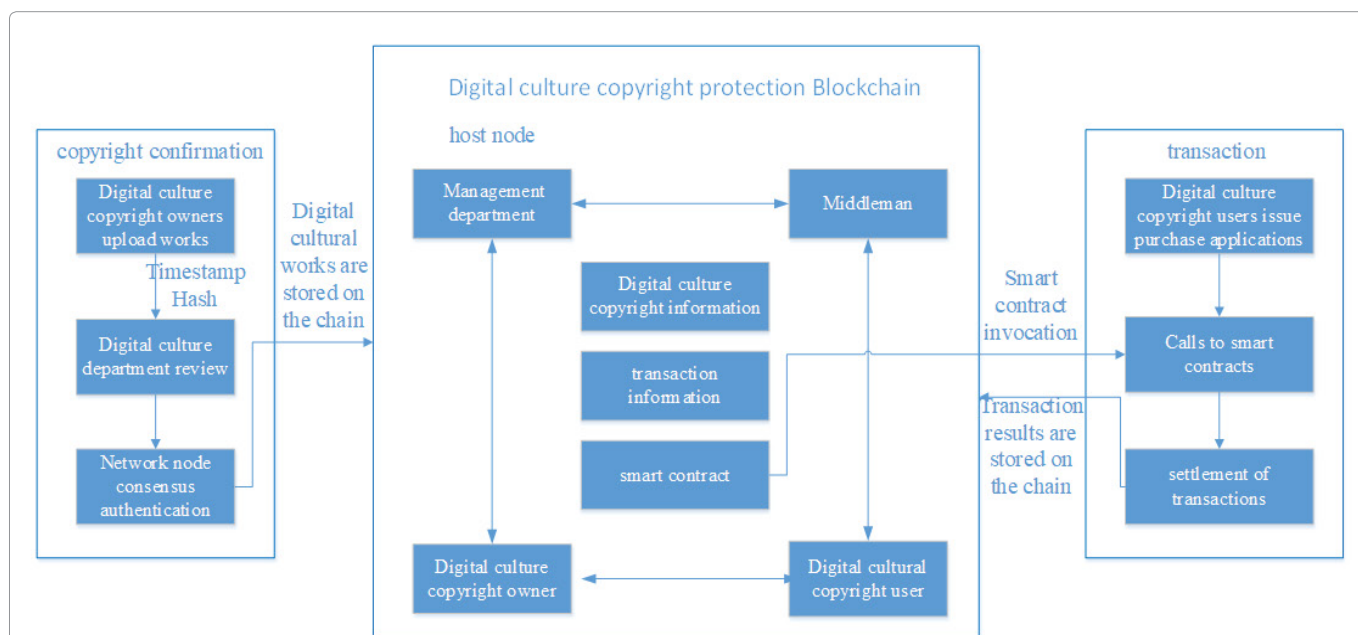 Digital culture copyright protection Blockchain
host node
copyright confirmation
Digital culture
copyright owners
upload works
Timestamp
Hash
Digital culture
department review
Network node
consensus
authentication
Digital
cultural
works are
stored on
the chain
Management
department
Middleman
Digital culture
copyright information
transaction
information
smart contract
Digital culture
copyright owner
Digital cultural
copyright user
Smart
contract
invocation
Transaction
results are
stored on
the chain
transaction
Digital culture
copyright users issue
purchase applications
Calls to smart
contracts
settlement of
transactions